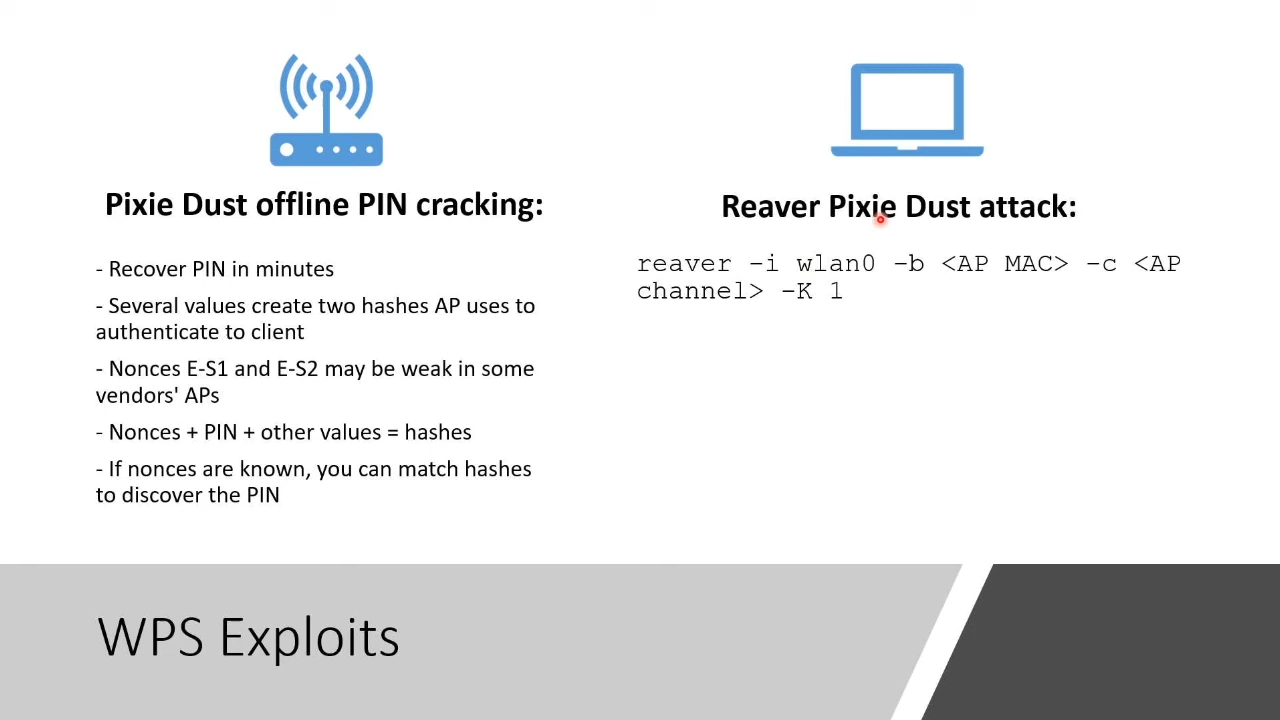 Pixie Dust offline PIN cracking:
- Recover PIN in minutes
- Several values create two hashes AP uses to
authenticate to client
- Nonces E-S1 and E-S2 may be weak in some
vendors' APs
- Nonces + PIN + other values = hashes
- If nonces are known, you can match hashes
to discover the PIN
Reaver Pixie Dust attack:
reaver –i wlan0 –b <AP MAC> –c <AP
channel> –K 1
WPS Exploits